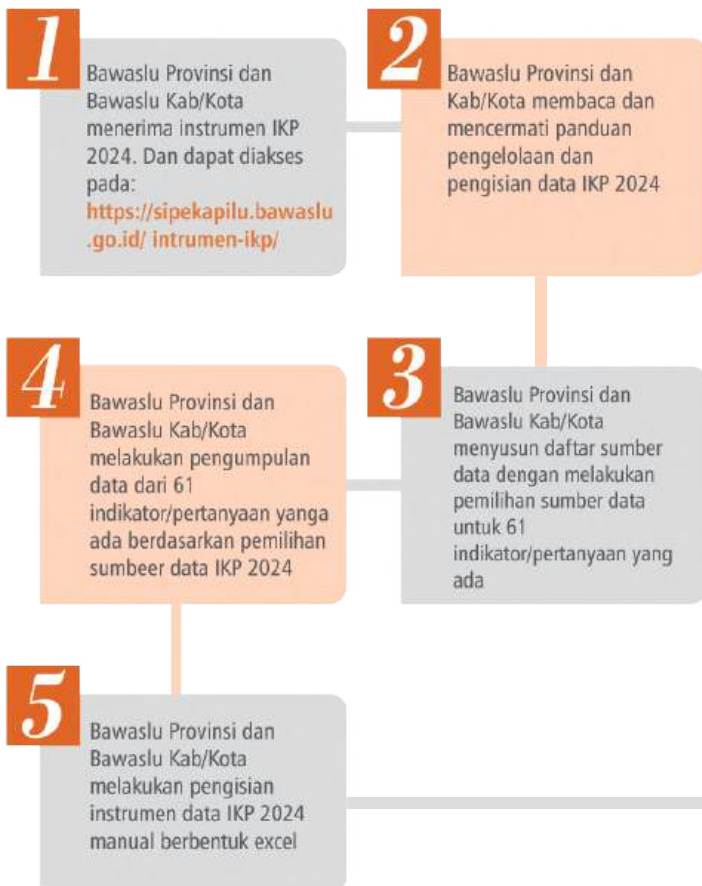 1
Bawaslu Provinsi dan
Bawaslu Kab/Kota
menerima instrumen IKP
2024. Dan dapat diakses
pada:
https://sipekapilu.bawaslu
.go.id/ intrumen-ikp/
2
Bawaslu Provinsi dan
Kab/Kota membaca dan
mencermati panduan
pengelolaan dan
pengisian data IKP 2024
3
Bawaslu Provinsi dan
Bawaslu Kab/Kota
menyusun daftar sumber
data dengan melakukan
pemilihan sumber data
untuk 61
indikator/pertanyaan yang
ada
4
Bawaslu Provinsi dan
Bawaslu Kab/Kota
melakukan pengumpulan
data dari 61
indikator/pertanyaan yanga
ada berdasarkan pemilihan
sumbeer data IKP 2024
5
Bawaslu Provinsi dan
Bawaslu Kab/Kota
melakukan pengisian
instrumen data IKP 2024
manual berbentuk excel